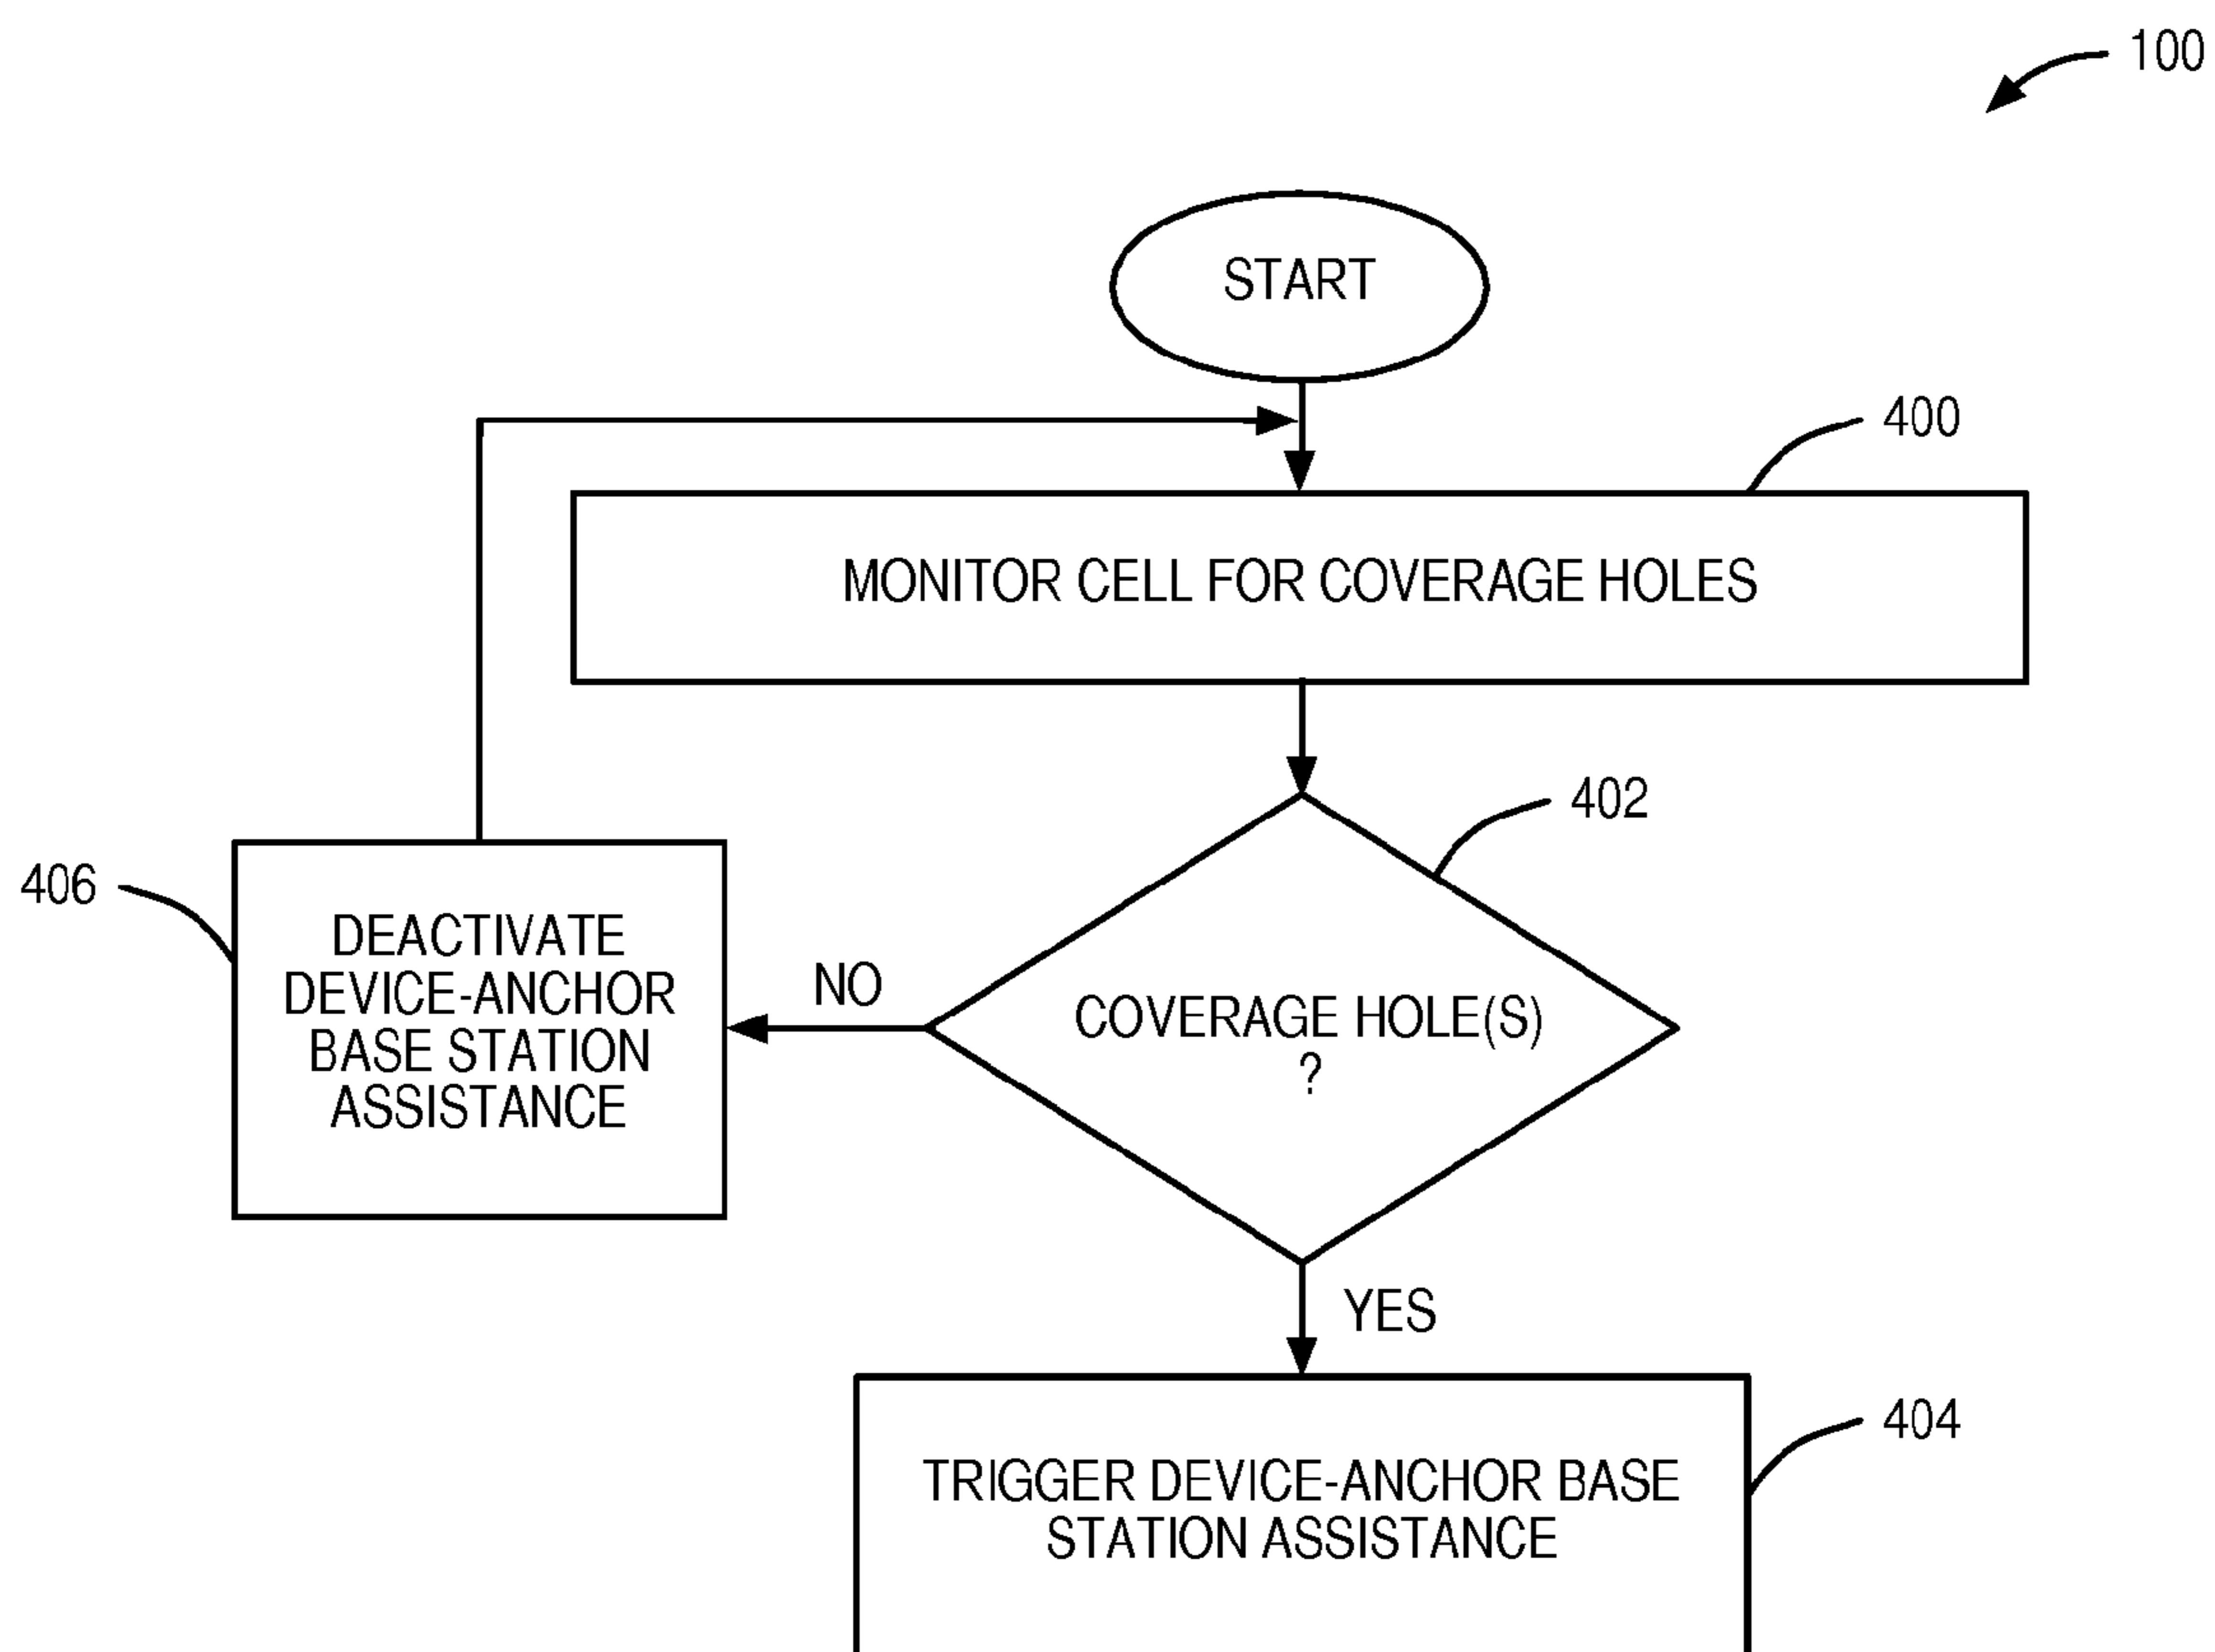 100
START
400
MONITOR CELL FOR COVERAGE HOLES
402
406
DEACTIVATE
DEVICE-ANCHOR
BASE STATION
ASSISTANCE
NO
COVERAGE HOLE(S)
?
YES
404
TRIGGER DEVICE-ANCHOR BASE
STATION ASSISTANCE